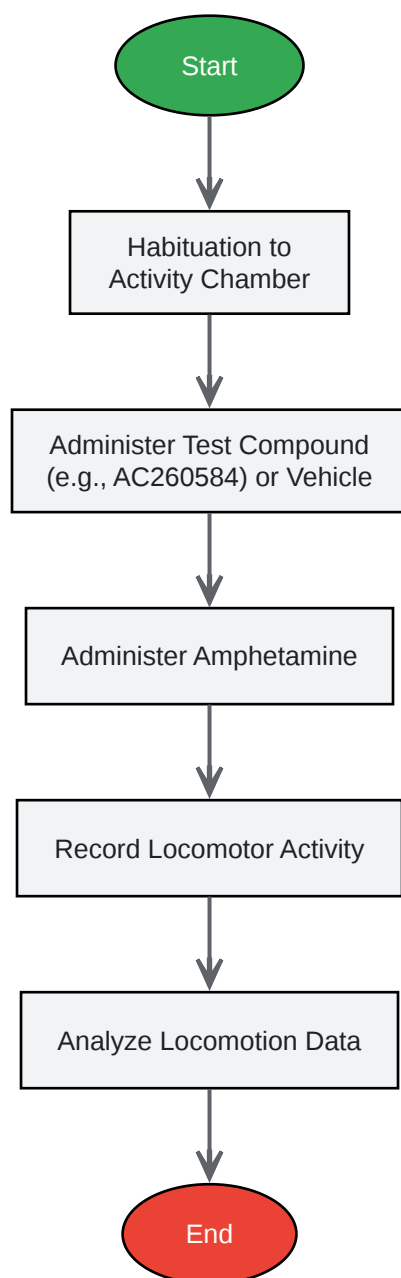 Start
Habituation to
Activity Chamber
Administer Test Compound
(e.g., AC260584) or Vehicle
Administer Amphetamine
Record Locomotor Activity
Analyze Locomotion Data
End